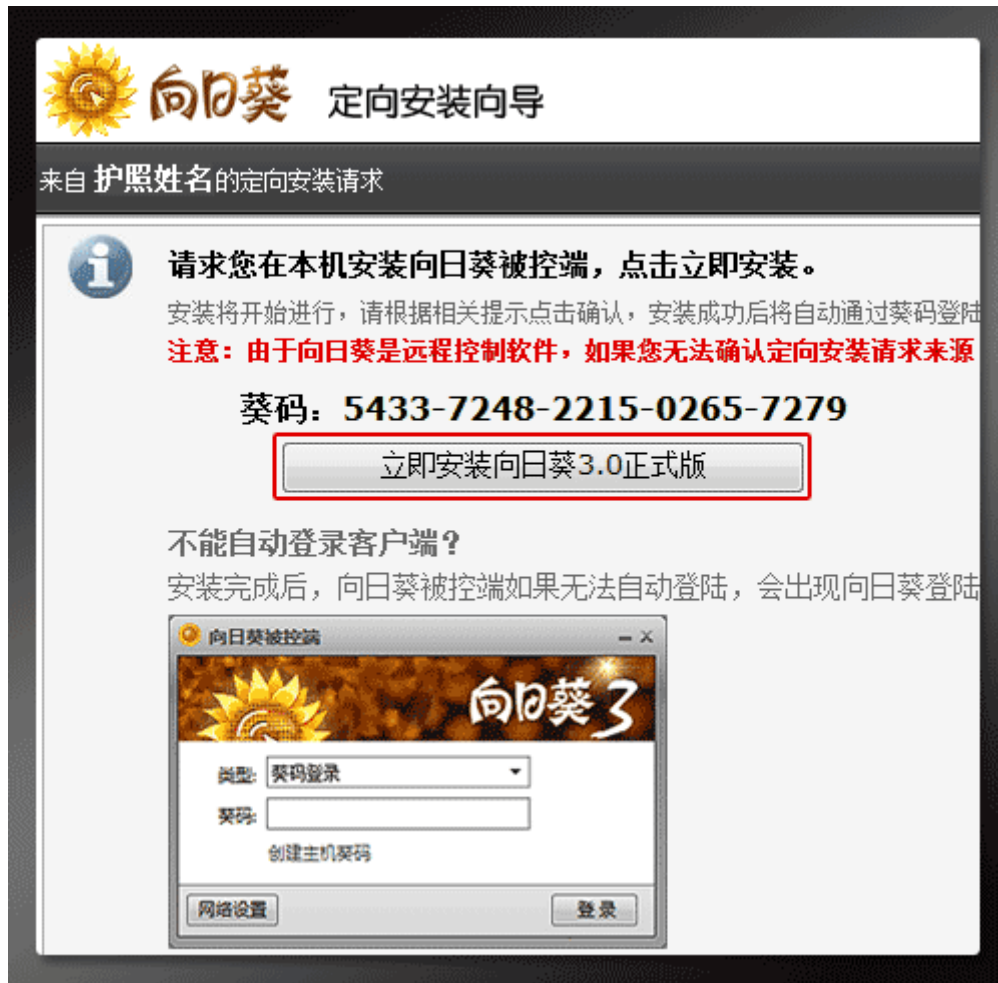 向日葵 定向安装向导
来自 护照姓名的定向安装请求
请求您在本机安装向日葵被控端，点击立即安装。
安装将开始进行，请根据相关提示点击确认，安装成功后将自动通过葵码登陆
注意：由于向日葵是远程控制软件，如果您无法确认定向安装请求来源
葵码：5433-7248-2215-0265-7279
立即安装向日葵3.0正式版
不能自动登录客户端？
安装完成后，向日葵被控端如果无法自动登陆，会出现向日葵登陆
向日葵被控端
向日葵3
类型: 葵码登录
葵码:
创建主机葵码
网络设置 登录